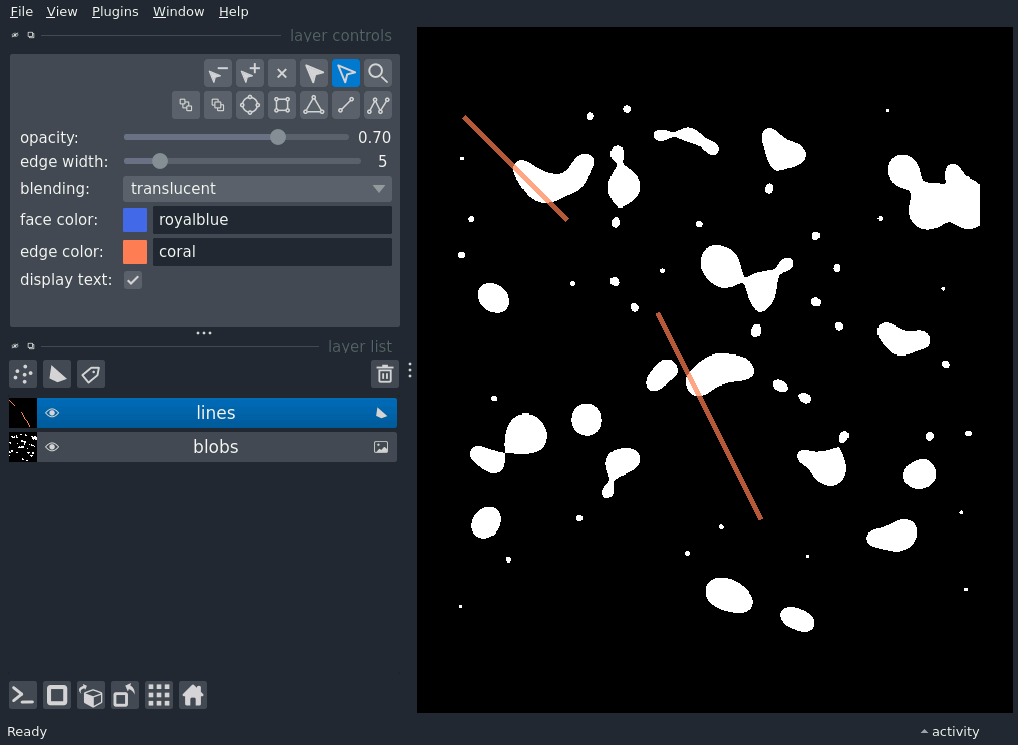 File View Plugins Window Help
layer controls
opacity: 0.70
edge width: 5
blending: translucent
face color: royalblue
edge color: coral
display text:
layer list
lines
blobs
Ready activity